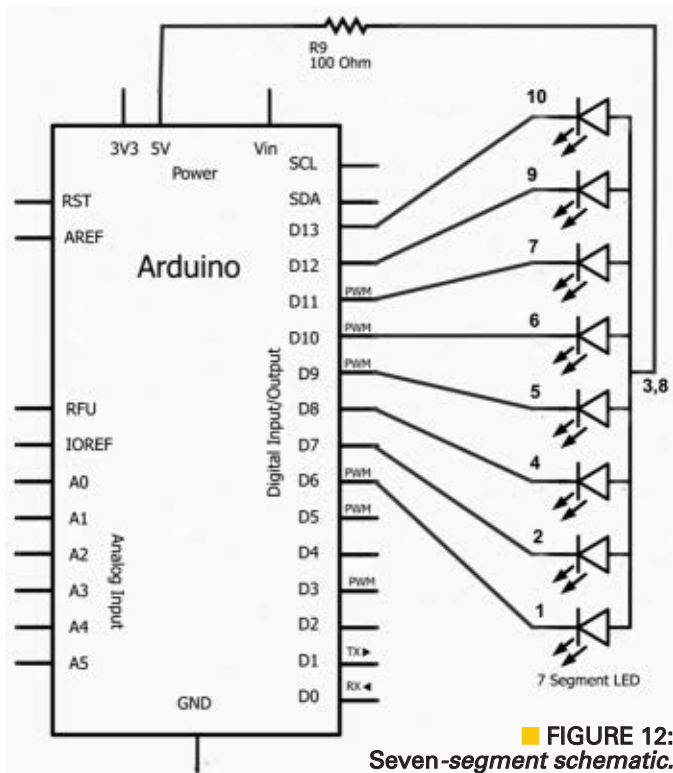 R9
100 Ohm
10
3V3 5V Vin
Power
SCL
RST
SDA
9
AREF
D13
Arduino
D12
7
PWM
D11
PWM
6
D10
Digital Input/Output
D9
5
3,8
RFU
D8
IOREF
D7
4
A0
D6
PWM
A1
D5
PWM
2
A2
D4
Analog Input
A3
D3
PWM
1
A4
D2
A5
D1
TX►
7 Segment LED
D0
RX◄
GND
FIGURE 12:
Seven-segment schematic.